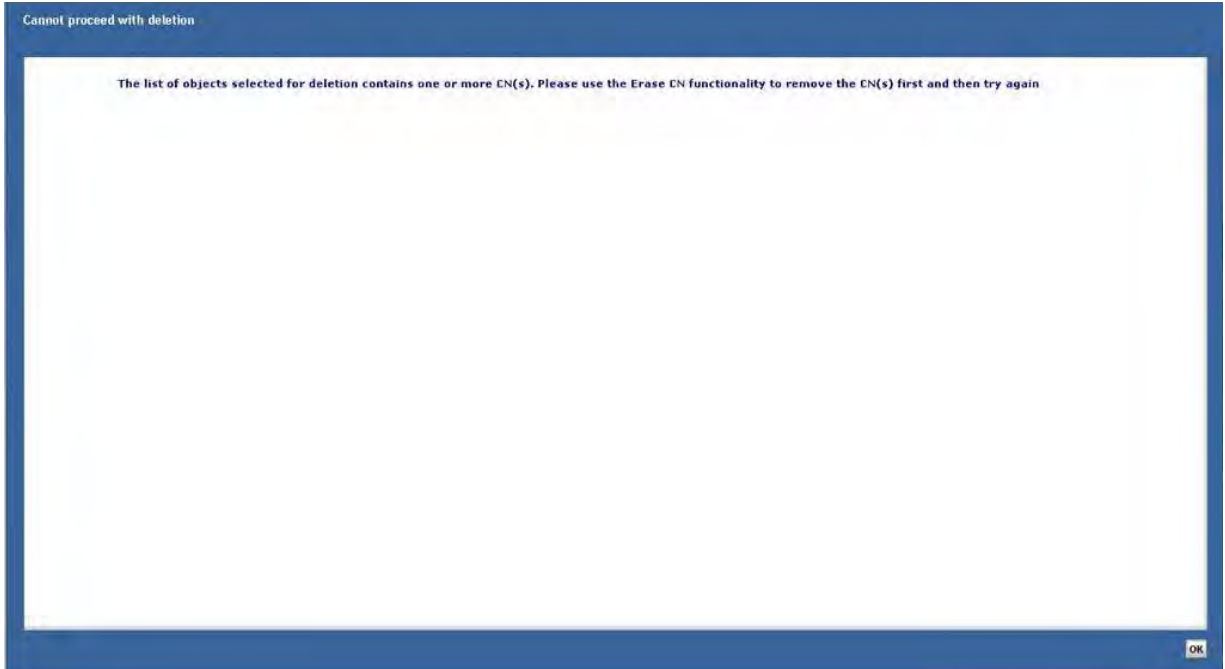 Cannot proceed with deletion
The list of objects selected for deletion contains one or more CN(s). Please use the Erase CN functionality to remove the CN(s) first and then try again
OK